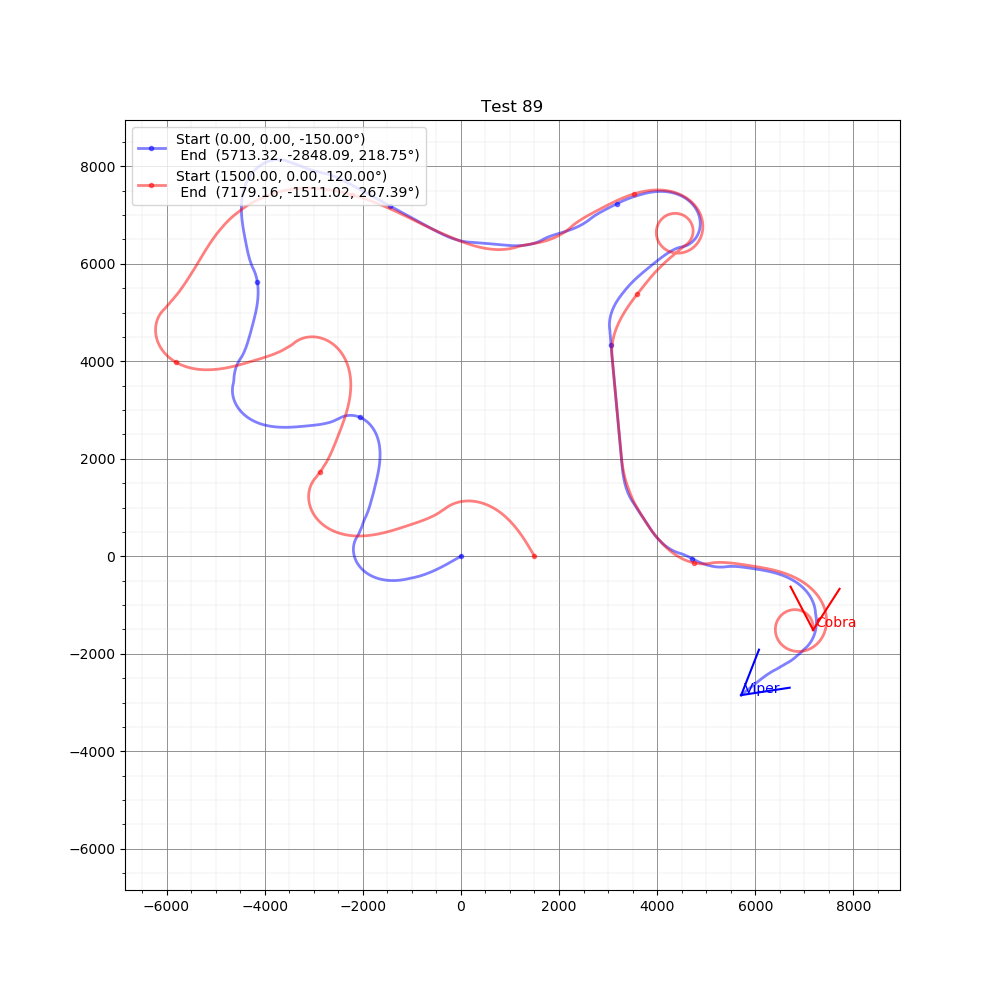 Test 89
Start (0.00, 0.00, -150.00°)
End (5713.32, -2848.09, 218.75°)
Start (1500.00, 0.00, 120.00°)
End (7179.16, -1511.02, 267.39°)
8000
6000
4000
2000
0
−2000
−4000
−6000
Cobra
Viper
−6000 −4000 −2000 0 2000 4000 6000 8000